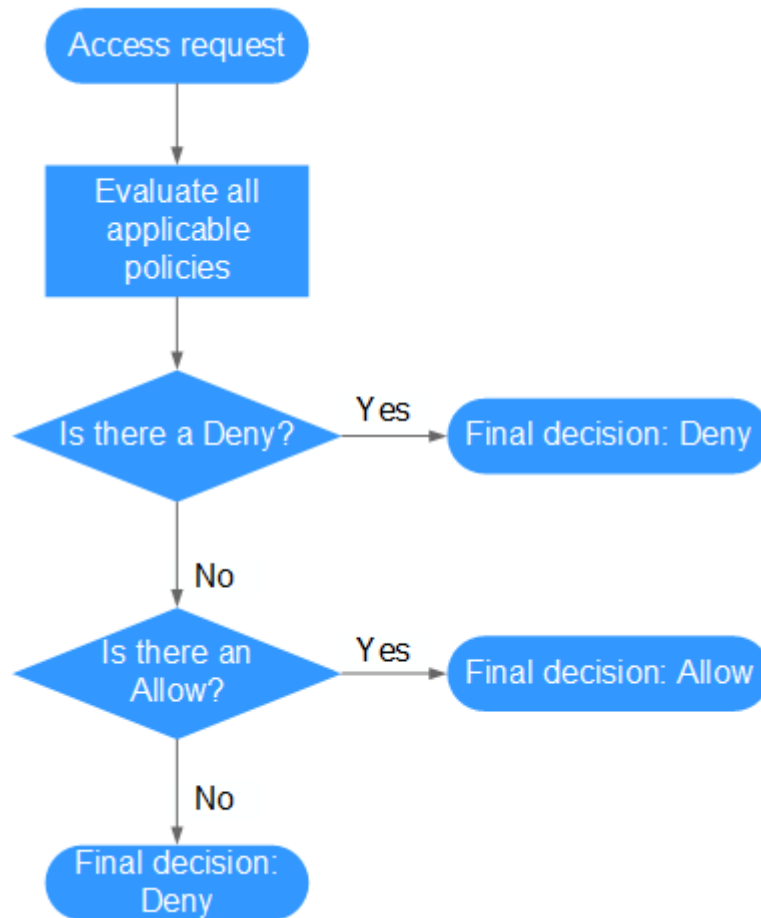 Access request
Evaluate all
applicable
policies
Is there a Deny?
Yes
Final decision: Deny
No
Is there an
Allow?
Yes
Final decision: Allow
No
Final decision:
Deny